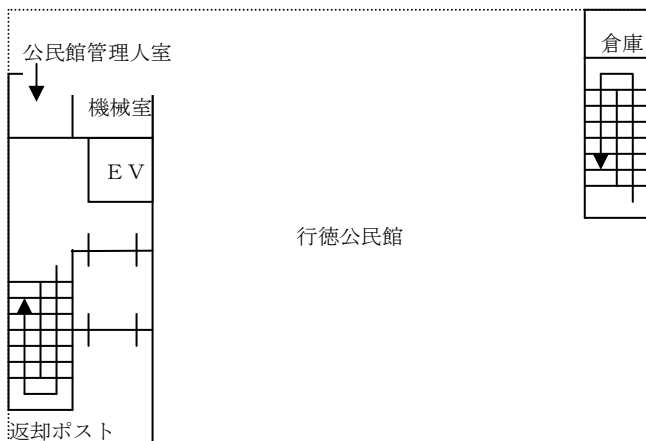 倉庫
公民館管理人室
機械室
ＥＶ
行徳公民館
返却ポスト